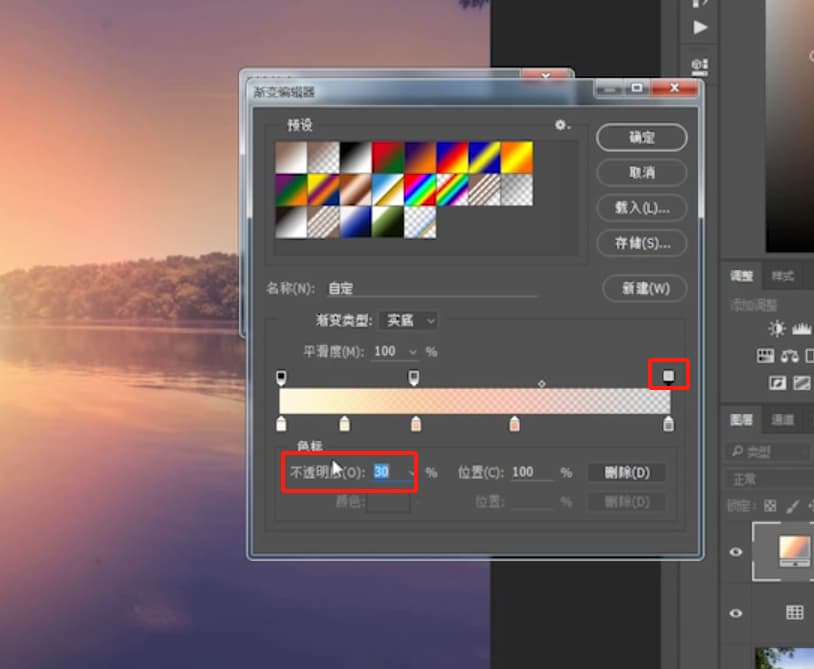 渐变编辑器
预设
确定
取消
载入(L)...
存储(S)...
名称(N): 自定
新建(W)
渐变类型: 实底
平滑度(M): 100 %
色标
不透明度(O): 30 % 位置(C): 100 % 删除(D)
颜色: 位置: % 删除(D)
调整 样式
添加调整
图层 通道
类型
正常
锁定: